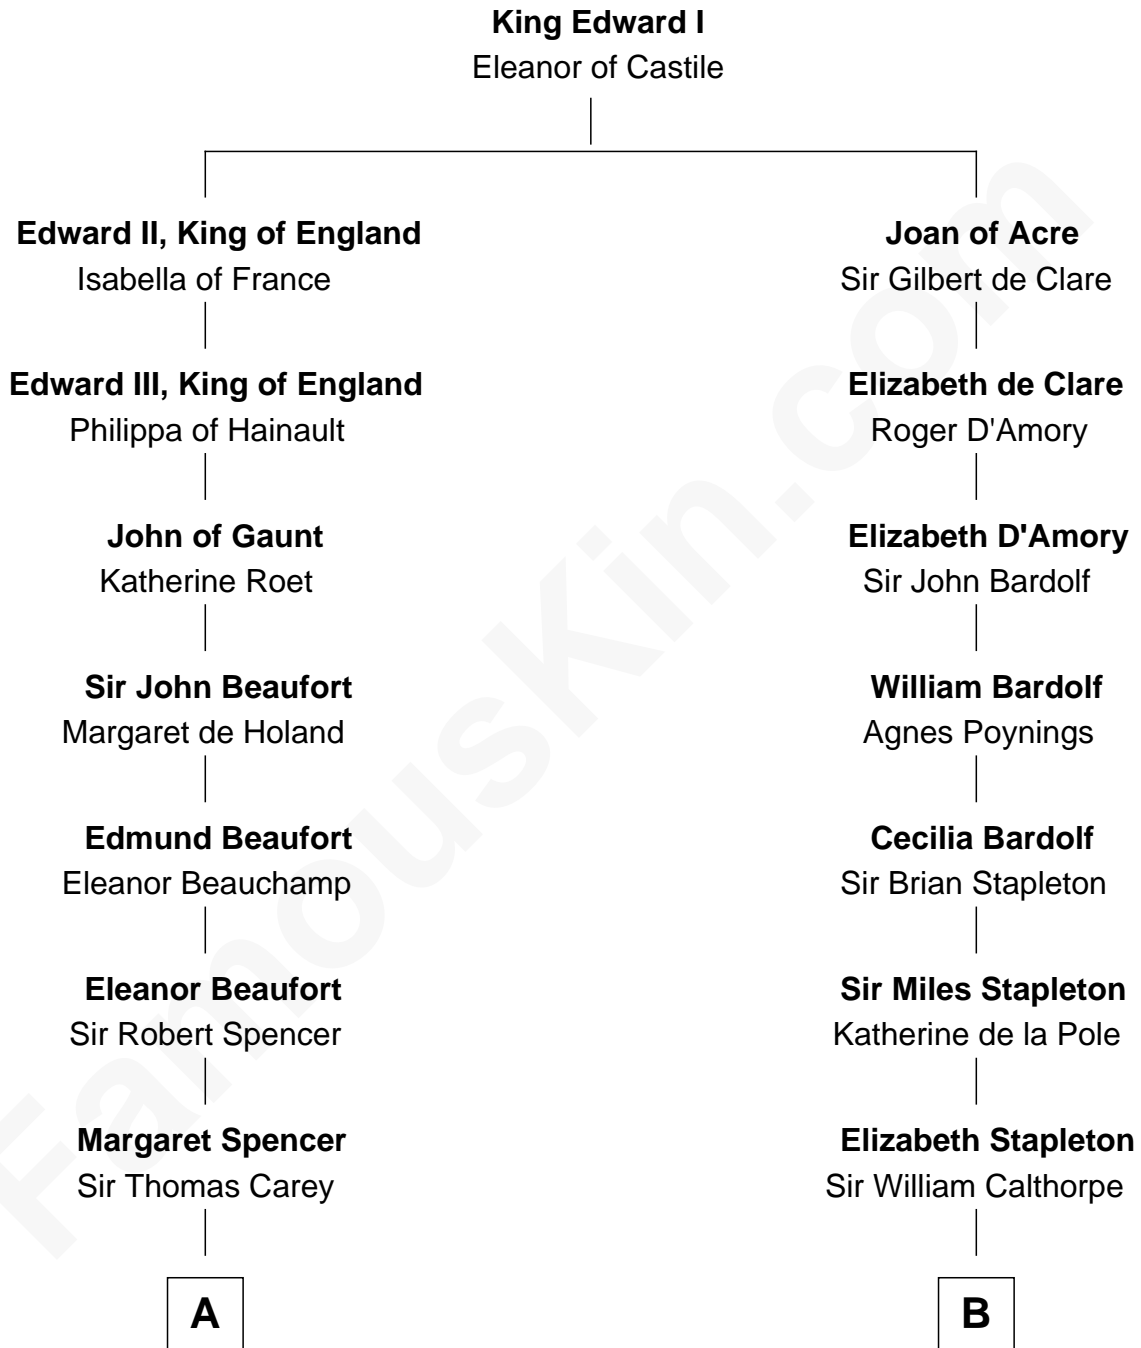 King Edward I
Eleanor of Castile
Edward II, King of England
Isabella of France
Joan of Acre
Sir Gilbert de Clare
Edward III, King of England
Philippa of Hainault
Elizabeth de Clare
Roger D'Amory
John of Gaunt
Katherine Roet
Elizabeth D'Amory
Sir John Bardolf
Sir John Beaufort
Margaret de Holand
William Bardolf
Agnes Poynings
Edmund Beaufort
Eleanor Beauchamp
Cecilia Bardolf
Sir Brian Stapleton
Eleanor Beaufort
Sir Robert Spencer
Sir Miles Stapleton
Katherine de la Pole
Margaret Spencer
Sir Thomas Carey
Elizabeth Stapleton
Sir William Calthorpe
A
B
FamousKin.com